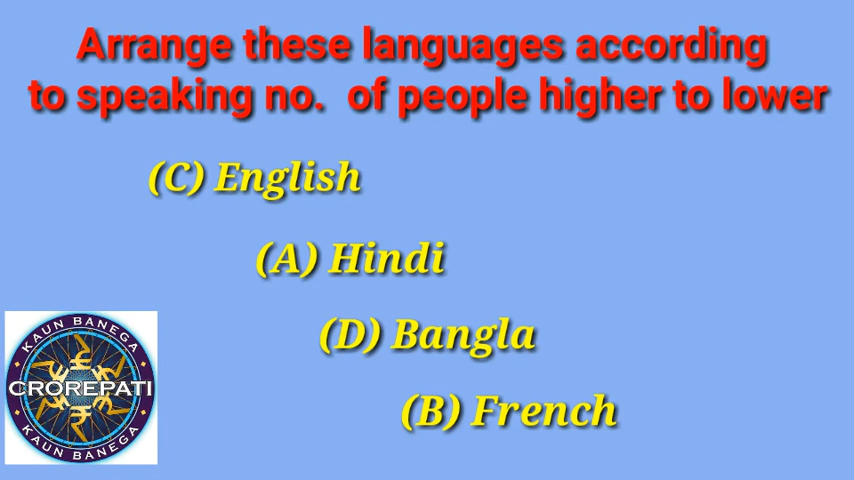 Arrange these languages according
to speaking no. of people higher to lower
(C) English
(A) Hindi
(D) Bangla
(B) French
KAUN BANEGA
CROREPATI
KAUN BANEGA